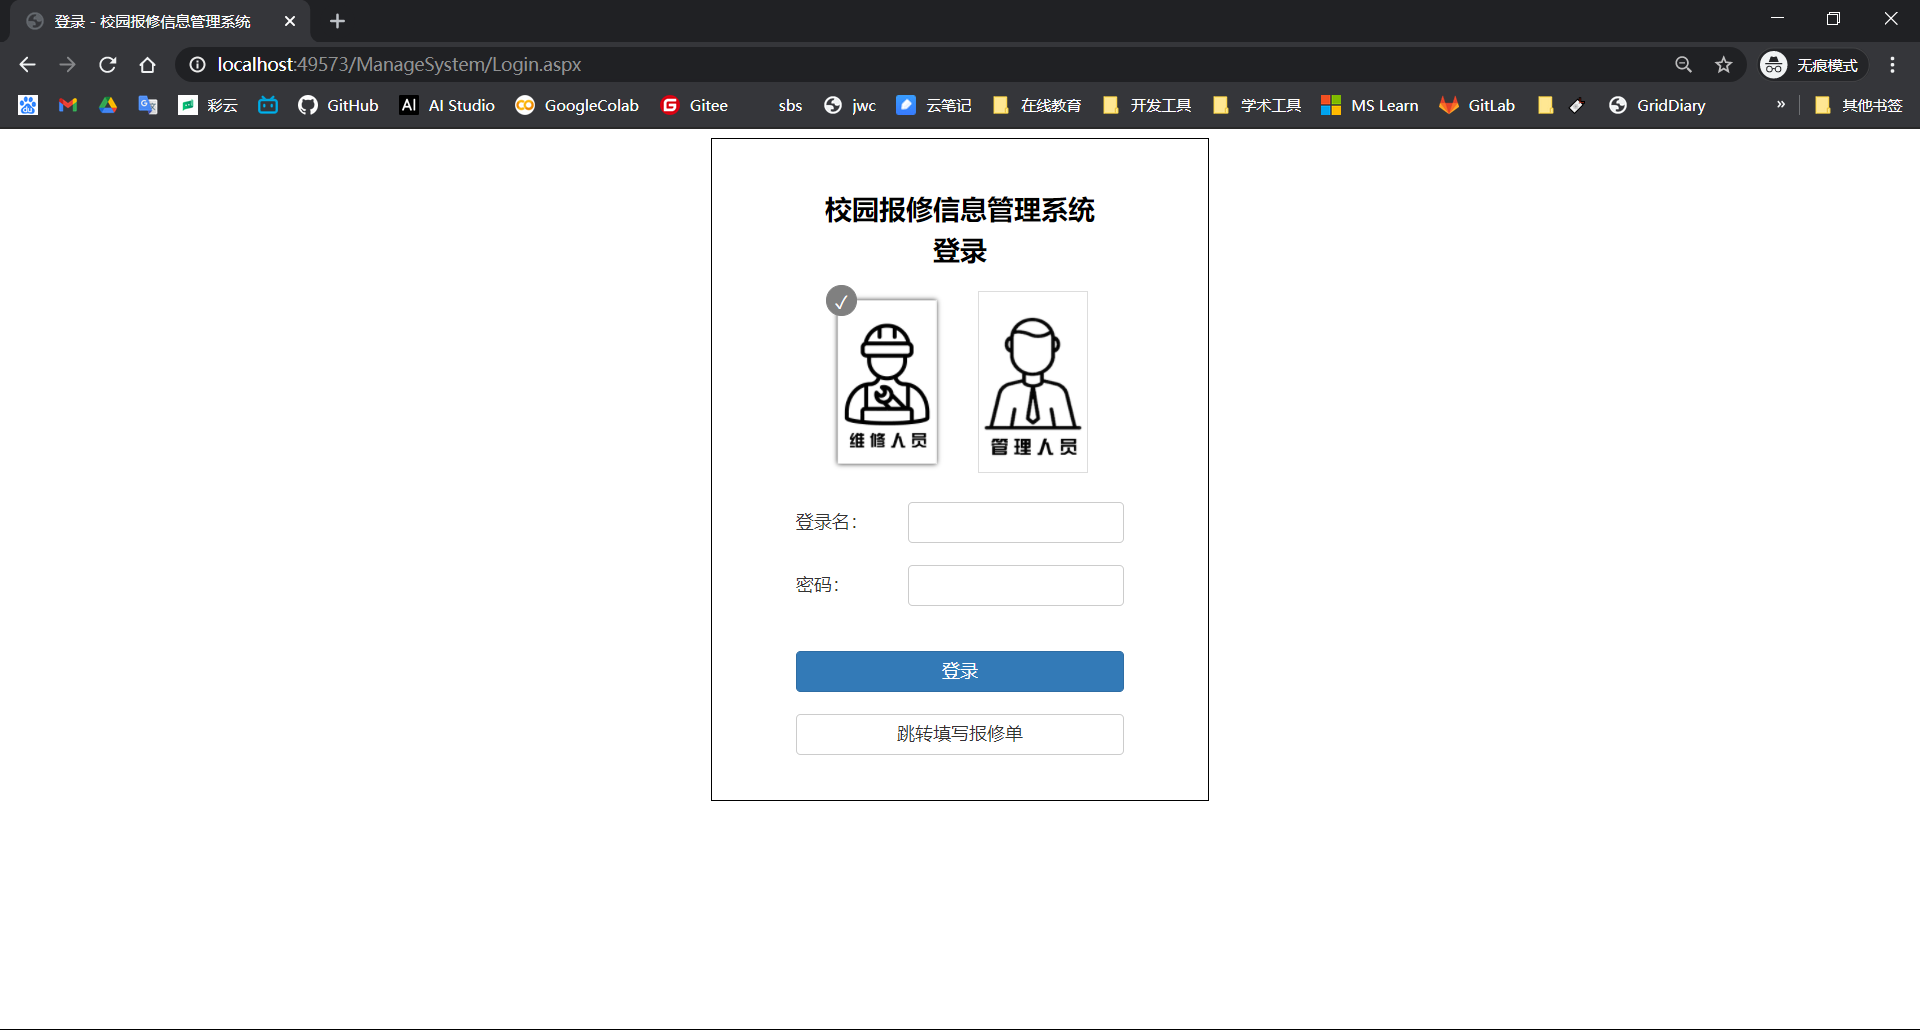 登录 - 校园报修信息管理系统
localhost:49573/ManageSystem/Login.aspx
无痕模式
彩云 GitHub AI AI Studio GoogleColab Gitee sbs jwc 云笔记 在线教育 开发工具 学术工具 MS Learn GitLab GridDiary » 其他书签
校园报修信息管理系统
登录
维修人员 管理人员
登录名：
密码：
登录
跳转填写报修单